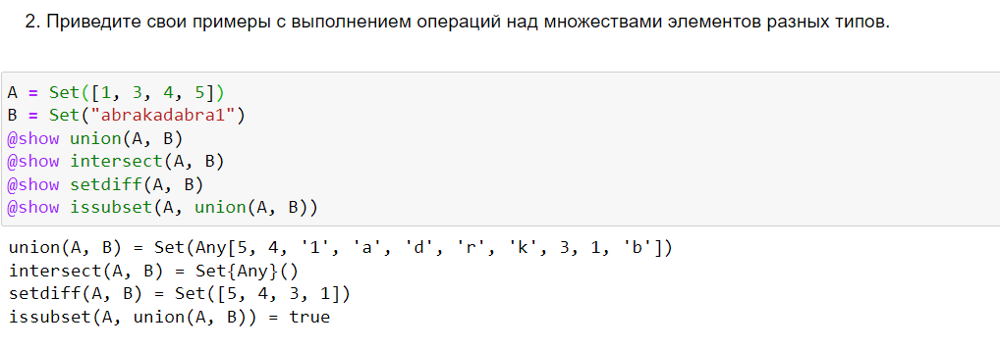 2. Приведите свои примеры с выполнением операций над множествами элементов разных типов.
A = Set([1, 3, 4, 5])
B = Set("abrakadabra1")
@show union(A, B)
@show intersect(A, B)
@show setdiff(A, B)
@show issubset(A, union(A, B))
union(A, B) = Set(Any[5, 4, '1', 'a', 'd', 'r', 'k', 3, 1, 'b'])
intersect(A, B) = Set{Any}()
setdiff(A, B) = Set([5, 4, 3, 1])
issubset(A, union(A, B)) = true